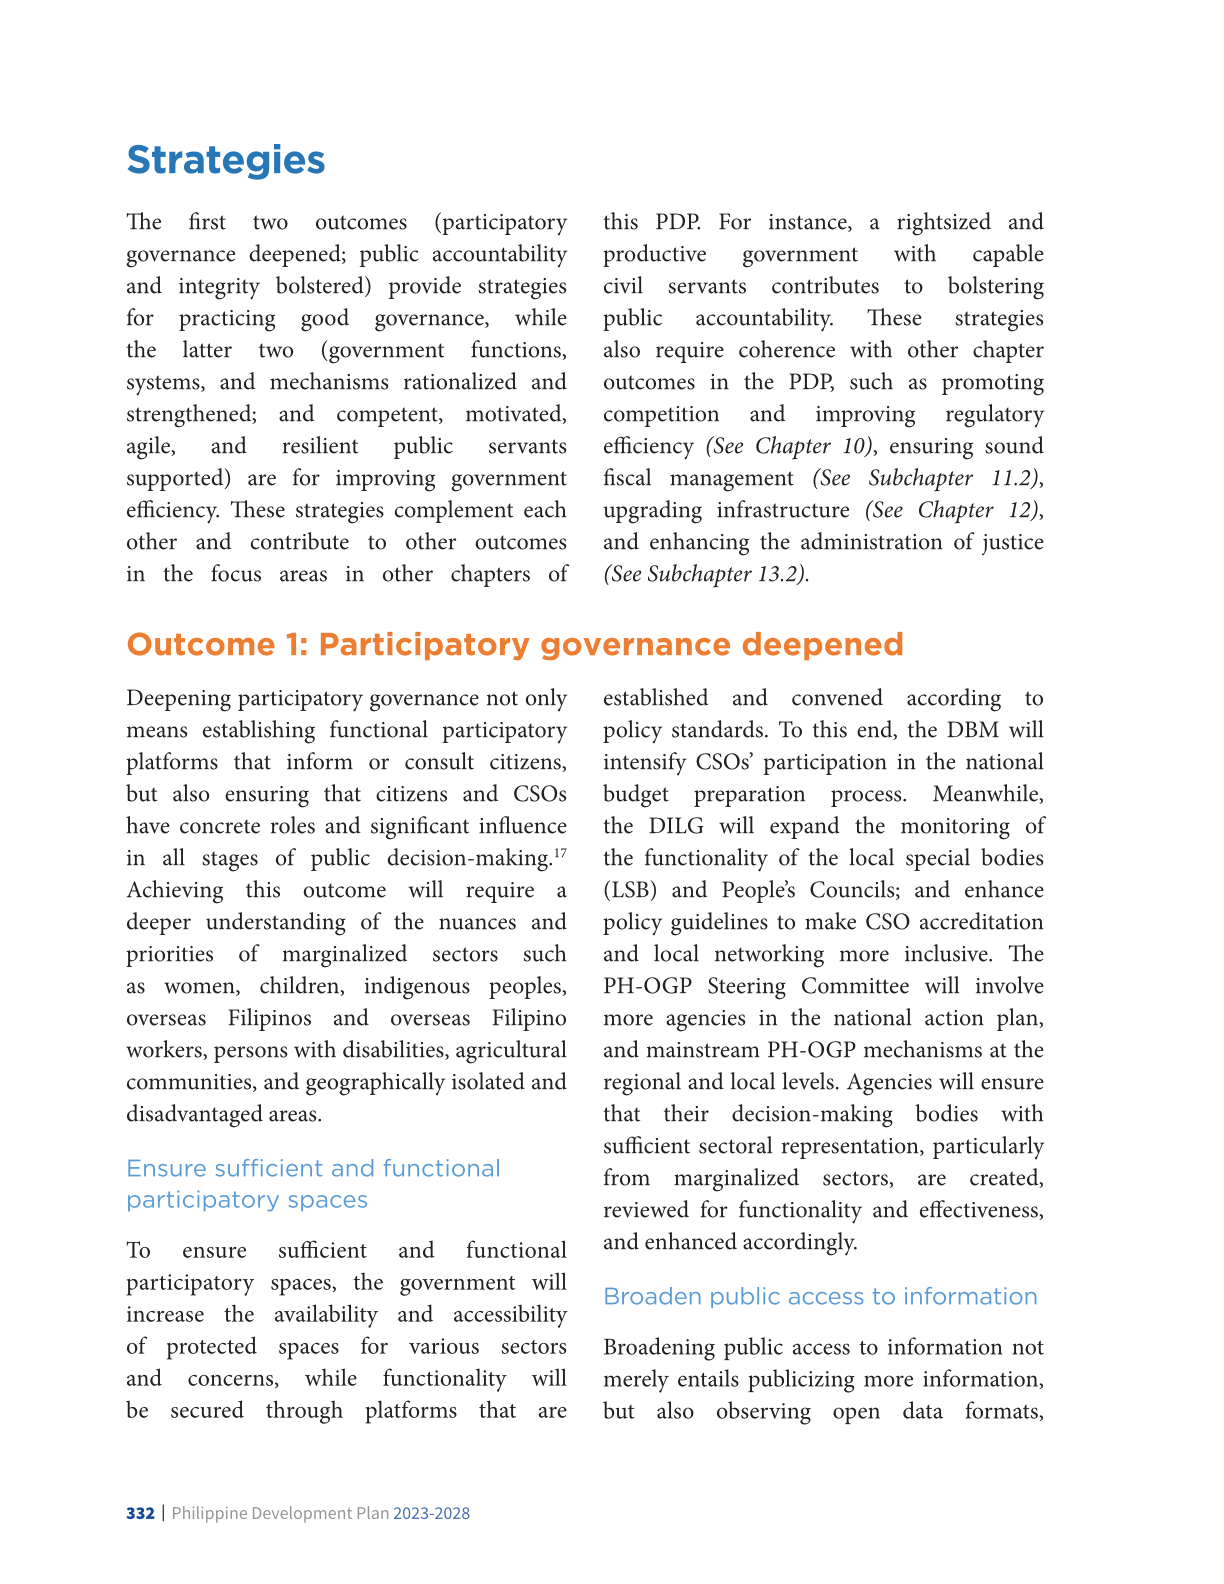 Strategies
The first two outcomes (participatory
governance deepened; public accountability
and integrity bolstered) provide strategies
for practicing good governance, while
the latter two (government functions,
systems, and mechanisms rationalized and
strengthened; and competent, motivated,
agile, and resilient public servants
supported) are for improving government
efficiency. These strategies complement each
other and contribute to other outcomes
in the focus areas in other chapters of
this PDP. For instance, a rightsized and
productive government with capable
civil servants contributes to bolstering
public accountability. These strategies
also require coherence with other chapter
outcomes in the PDP, such as promoting
competition and improving regulatory
efficiency (See Chapter 10), ensuring sound
fiscal management (See Subchapter 11.2),
upgrading infrastructure (See Chapter 12),
and enhancing the administration of justice
(See Subchapter 13.2).
Outcome 1: Participatory governance deepened
Deepening participatory governance not only
means establishing functional participatory
platforms that inform or consult citizens,
but also ensuring that citizens and CSOs
have concrete roles and significant influence
in all stages of public decision-making.17
Achieving this outcome will require a
deeper understanding of the nuances and
priorities of marginalized sectors such
as women, children, indigenous peoples,
overseas Filipinos and overseas Filipino
workers, persons with disabilities, agricultural
communities, and geographically isolated and
disadvantaged areas.
Ensure sufficient and functional
participatory spaces
To ensure sufficient and functional
participatory spaces, the government will
increase the availability and accessibility
of protected spaces for various sectors
and concerns, while functionality will
be secured through platforms that are
established and convened according to
policy standards. To this end, the DBM will
intensify CSOs’ participation in the national
budget preparation process. Meanwhile,
the DILG will expand the monitoring of
the functionality of the local special bodies
(LSB) and People’s Councils; and enhance
policy guidelines to make CSO accreditation
and local networking more inclusive. The
PH-OGP Steering Committee will involve
more agencies in the national action plan,
and mainstream PH-OGP mechanisms at the
regional and local levels. Agencies will ensure
that their decision-making bodies with
sufficient sectoral representation, particularly
from marginalized sectors, are created,
reviewed for functionality and effectiveness,
and enhanced accordingly.
Broaden public access to information
Broadening public access to information not
merely entails publicizing more information,
but also observing open data formats,
332 | Philippine Development Plan 2023-2028